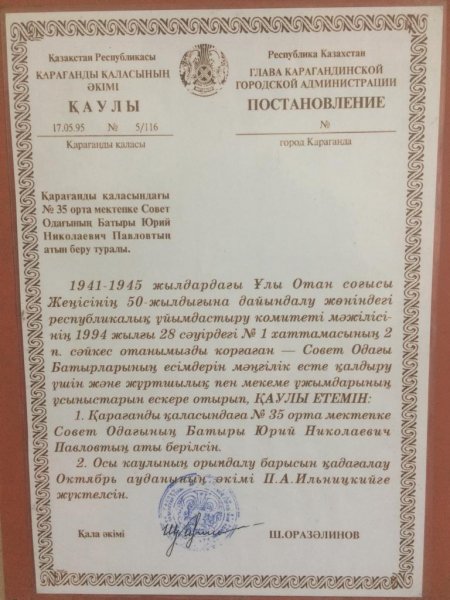 Қазақстан Республикасы
ҚАРАҒАНДЫ ҚАЛАСЫНЫҢ
ӘКІМІ
ҚАУЛЫ
17.05.95 № 5/116
Қарағанды қаласы
Республика Казахстан
ГЛАВА КАРАГАНДИНСКОЙ
ГОРОДСКОЙ АДМИНИСТРАЦИИ
ПОСТАНОВЛЕНИЕ
№
город Караганда
Қарағанды қаласындағы
№ 35 орта мектепке Совет
Одағының Батыры Юрий
Николаевич Павловтың
атын беру туралы.
1941-1945 жылдардағы Ұлы Отан соғысы
Жеңісінің 50-жылдығына дайындалу жөніндегі
республикалық ұйымдастыру комитеті мәжілісі-
нің 1994 жылғы 28 сәуірдегі № 1 хаттамасының 2
п. сәйкес отанымызды корғаған — Совет Одағы
Батырларының есімдерін мәңгілік есте қалдыру
үшін және жұртшылық пен мекеме ұжымдарының
ұсыныстарын ескере отырып, ҚАУЛЫ ЕТЕМІН:
1. Қарағанды қаласындаға № 35 орта мектепке
Совет Одағының Батыры Юрий Николаевич
Павловтың аты берілсін.
2. Осы каулының орындалу барысын қадағалау
Октябрь ауданының әкімі П.А.Ильницкийге
жүктелсін.
Қала әкімі
Ш.ОРАЗӘЛИНОВ